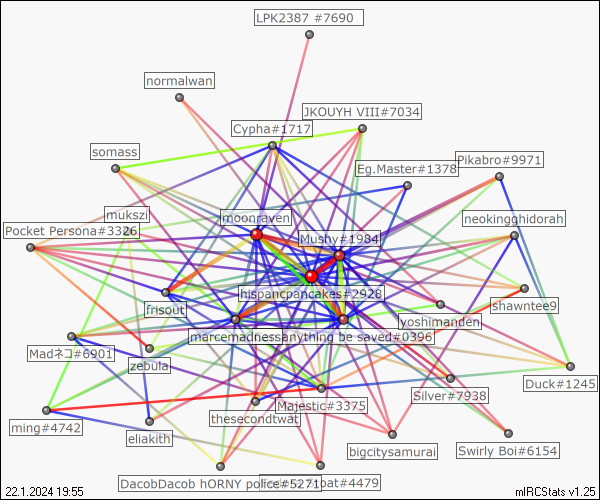 LPK2387 #7690
normalwan
JKOUYH VIII#7034
Cypha#1717
somass
Pikabro#9971
Eg.Master#1378
mukszi
moonraven
neokingghidorah
Pocket Persona#3326
Mushy#1984
hispancpancakes#2928
shawntee9
frisout
yoshimanden
marcemadness
anything be saved#0396
Madネコ#6901
zebula
Duck#1245
Silver#7938
Majestic#3375
thesecondtwat
ming#4742
eliakith
bigcitysamurai
Swirly Boi#6154
DacobDacob hORNY police#5271
#4479
22.1.2024 19:55
mIRCStats v1.25